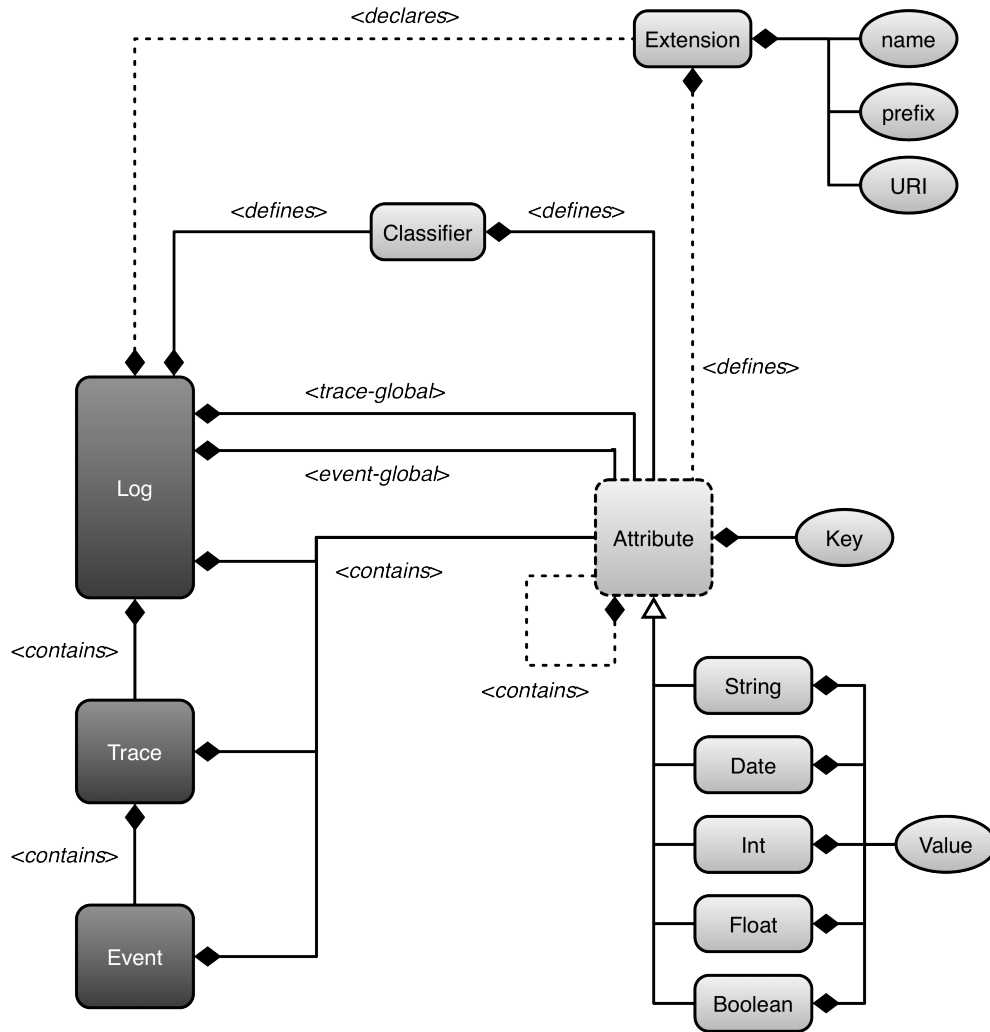 <declares>
Extension
name
prefix
URI
<defines>
Classifier
<defines>
<defines>
<trace-global>
<event-global>
Log
Attribute
Key
<contains>
<contains>
<contains>
String
Trace
Date
Int
Value
<contains>
Float
Event
Boolean